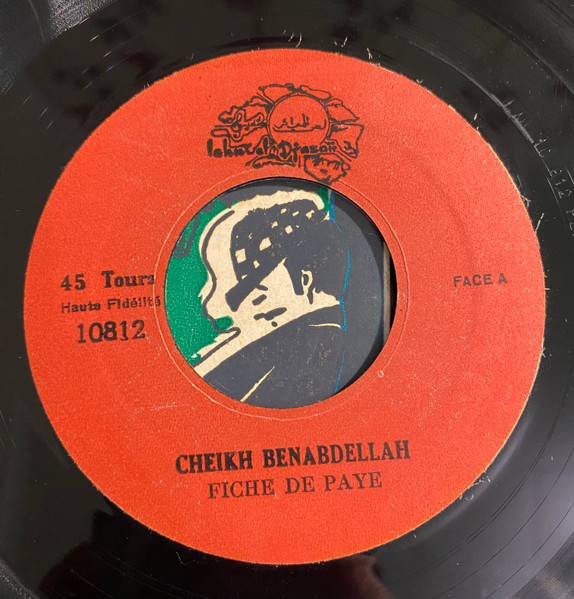 45 Tours
Haute Fidélité
10812
FACE A
CHEIKH BENABDELLAH
FICHE DE PAYE